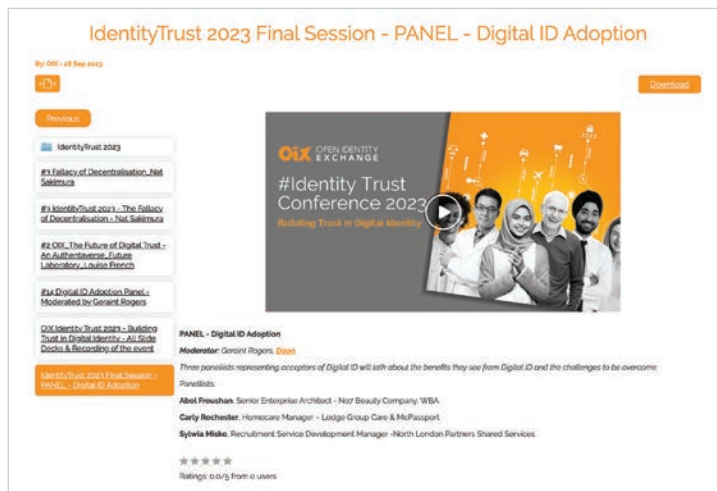 IdentityTrust 2023 Final Session - PANEL - Digital ID Adoption
By: OIX - 18 Sep 2023
Download
Previous
IdentityTrust 2023
#3 Fallacy of Decentralisation_Nat
Sakimura
#3 IdentityTrust 2023 - The Fallacy
of Decentralisation - Nat Sakimura
#2 OIX_The Future of Digital Trust -
An Authentaverse_Future
Laboratory_Louise French
#14 Digital ID Adoption Panel -
Moderated by Geraint Rogers
OIX Identity Trust 2023 - Building
Trust in Digital Identity - All Slide
Decks & Recording of the event
IdentityTrust 2023 Final Session -
PANEL - Digital ID Adoption
OiX OPEN IDENTITY
EXCHANGE
#Identity Trust
Conference 2023
Building Trust in Digital Identity
PANEL - Digital ID Adoption
Moderator: Geraint Rogers, Daon
Three panellists representing acceptors of Digital ID will talk about the benefits they see from Digital ID and the challenges to be overcome.
Panellists:
Abol Froushan, Senior Enterprise Architect - No7 Beauty Company, WBA
Carly Rochester, Homecare Manager - Lodge Group Care & MePassport
Sylwia Misko, Recruitment Service Development Manager -North London Partners Shared Services
Ratings: 0.0/5 from 0 users